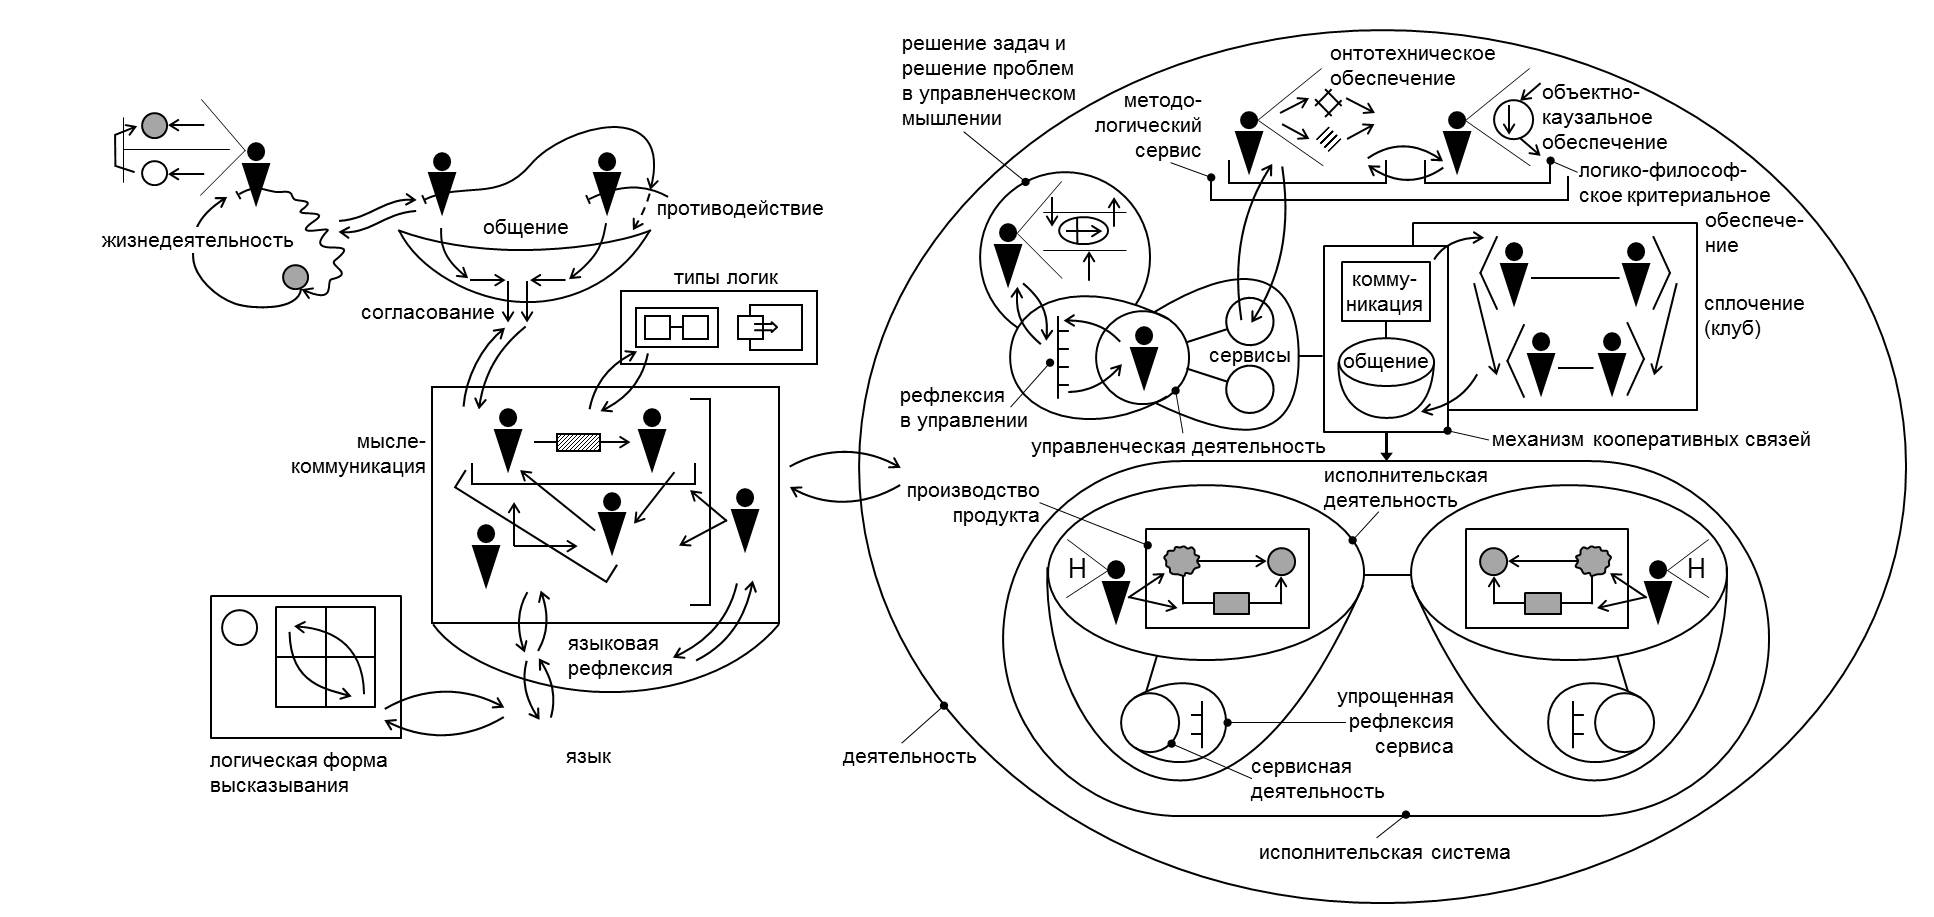 жизнедеятельность
общение
противодействие
согласование
типы логик
мысле-
коммуникация
языковая
рефлексия
логическая форма
высказывания
язык
решение задач и
решение проблем
в управленческом
мышлении
методо-
логический
сервис
онтотехническое
обеспечение
объектно-
каузальное
обеспечение
логико-философ-
ское критериальное
обеспече-
ние
комму-
никация
общение
сплочение
(клуб)
сервисы
рефлексия
в управлении
управленческая деятельность
механизм кооперативных связей
производство
продукта
исполнительская
деятельность
Н
Н
упрощенная
рефлексия
сервиса
сервисная
деятельность
деятельность
исполнительская система